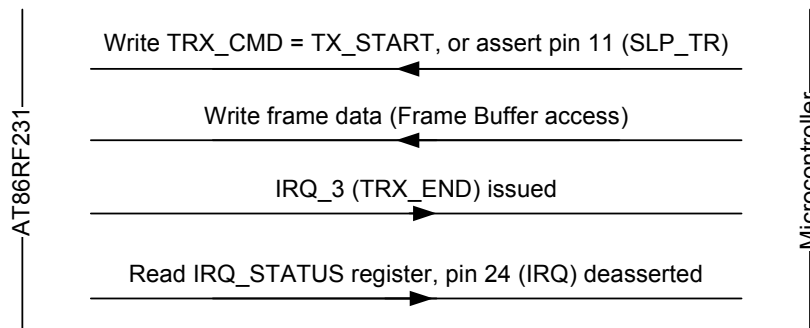 Write TRX_CMD = TX_START, or assert pin 11 (SLP_TR)
Write frame data (Frame Buffer access)
IRQ_3 (TRX_END) issued
Read IRQ_STATUS register, pin 24 (IRQ) deasserted
AT86RF231
Microcontroller